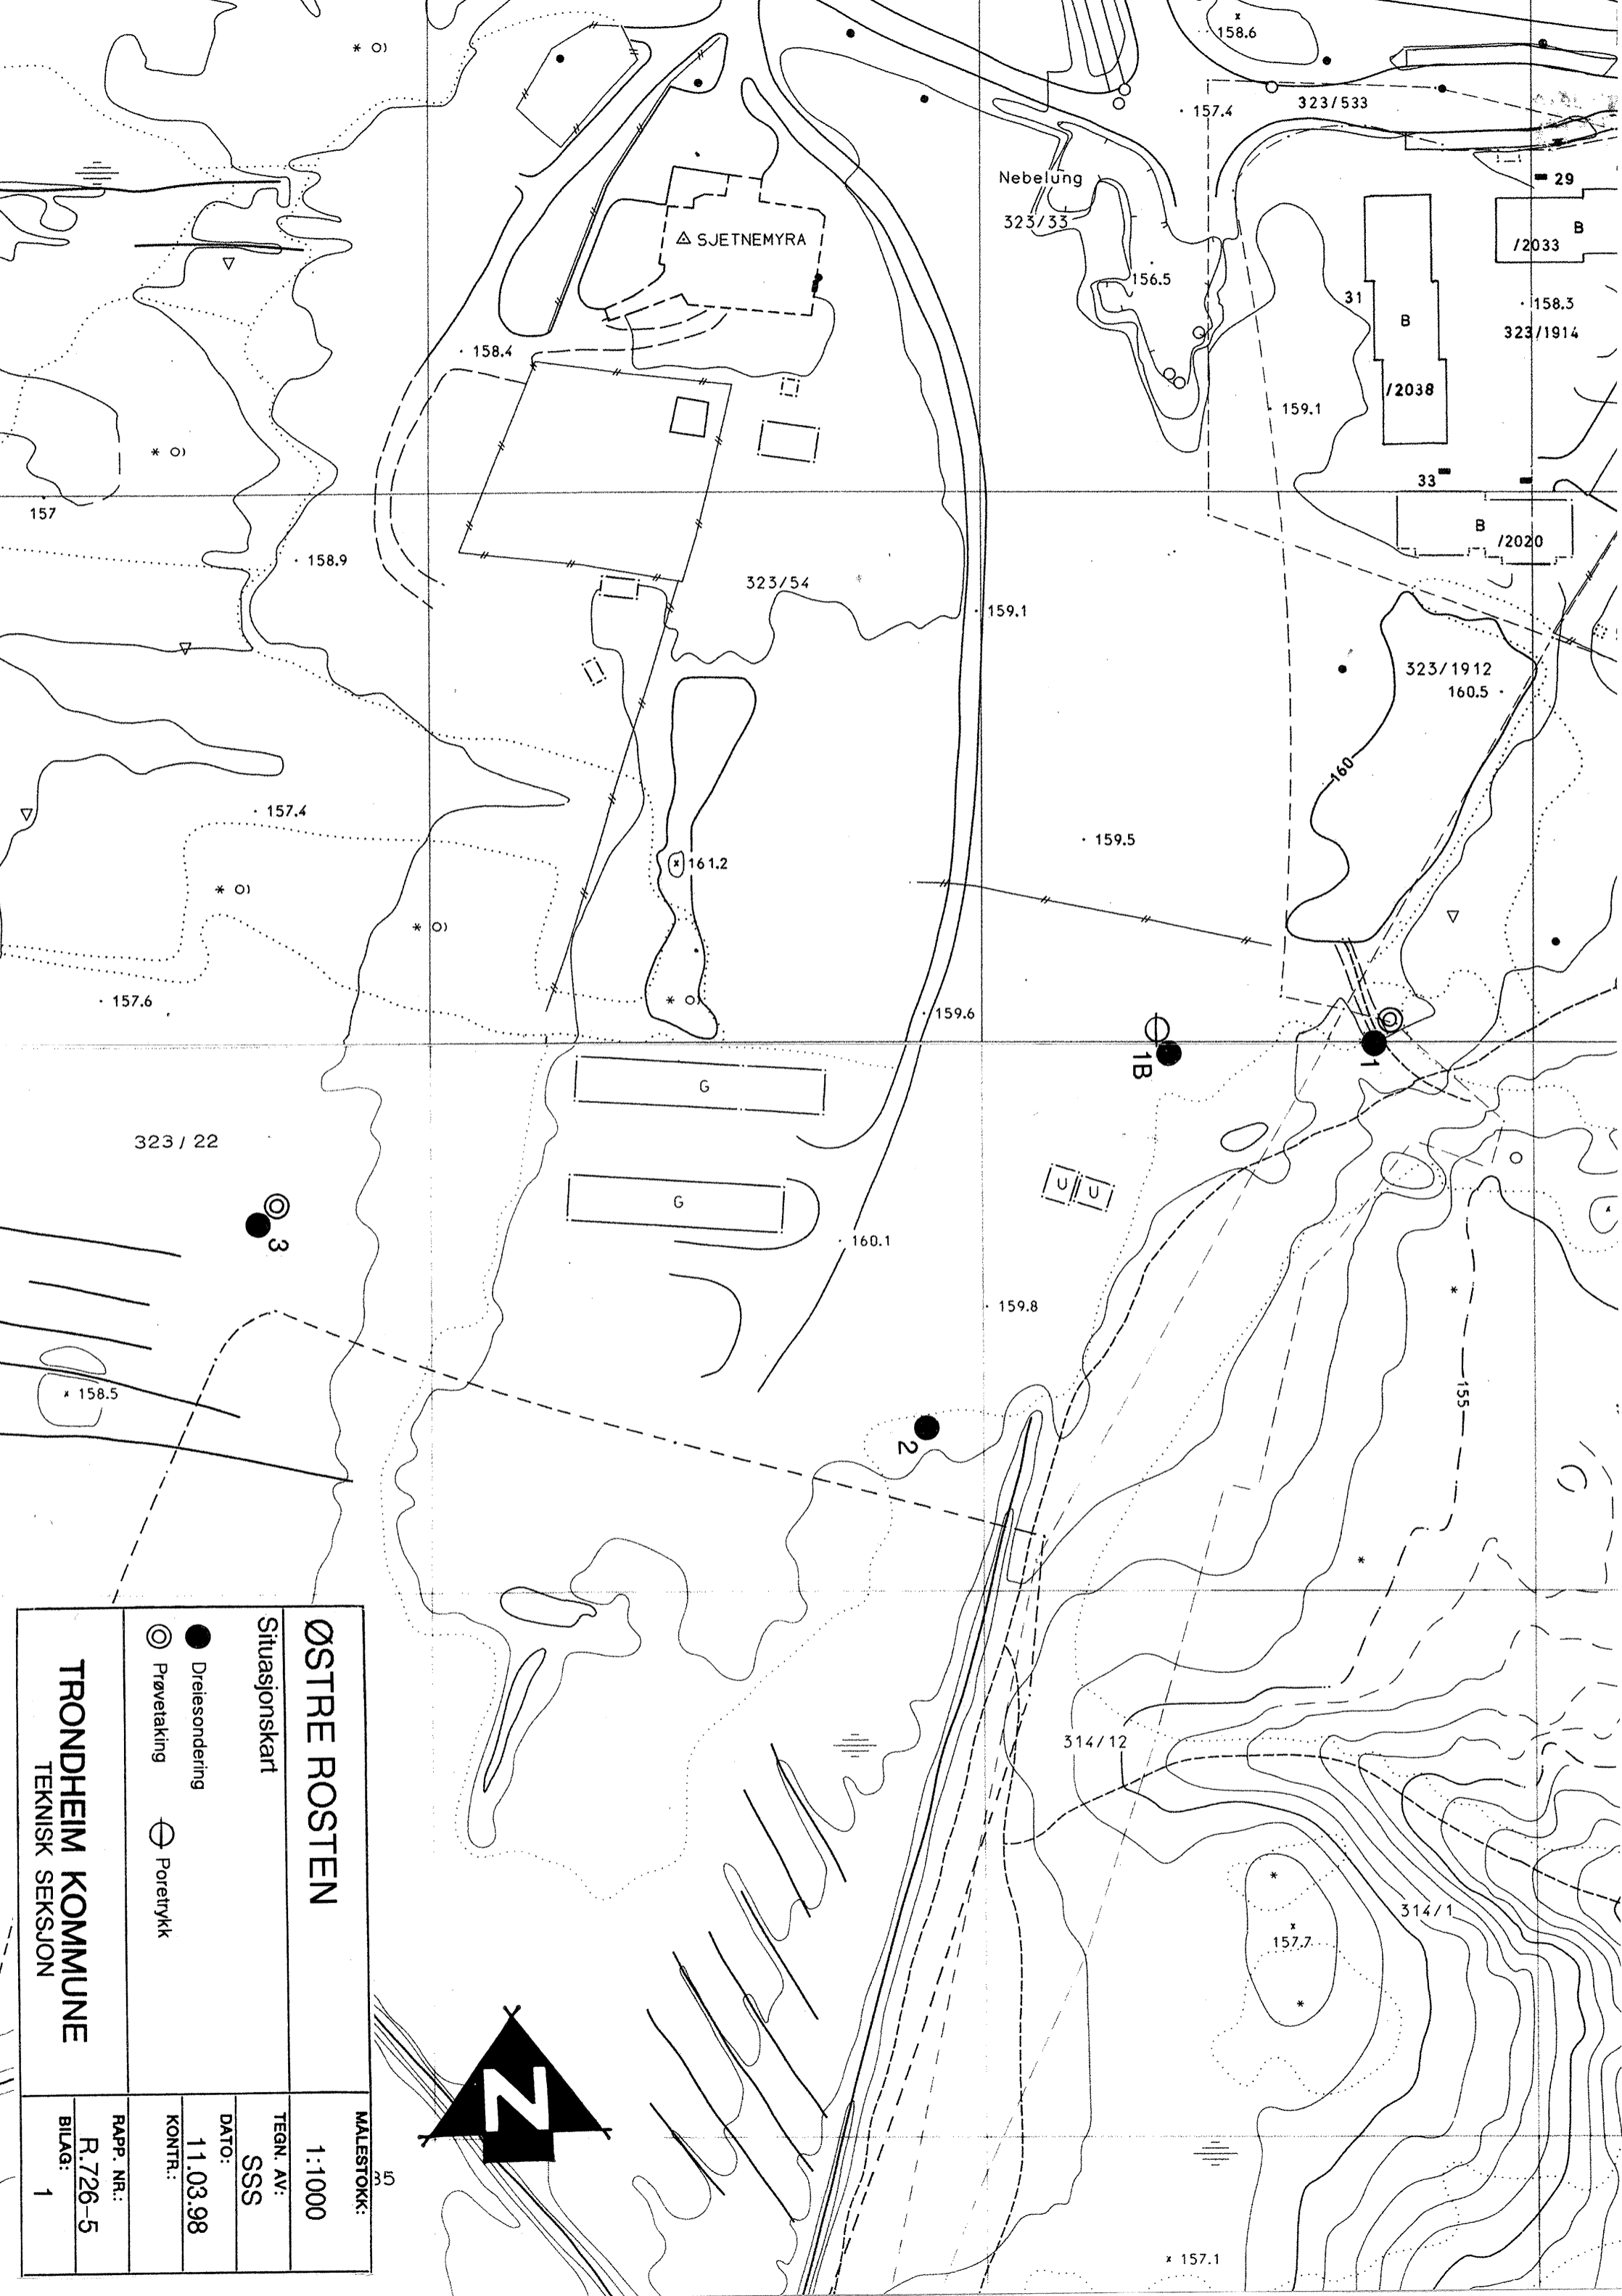 158.6
157.4
323/533
Nebelung
323/33
29
B
/2033
SJETNEMYRA
156.5
31
158.3
B
323/1914
158.4
/2038
159.1
33
157
B
/2020
158.9
323/54
159.1
323/1912
160.5
160
157.4
159.5
161.2
157.6
159.6
1B
1
G
323/22
U U
G
3
160.1
159.8
158.5
155
2
314/12
314/1
157.7
157.1
35
N
ØSTRE ROSTEN
Situasjonskart
Dreiesondering
Prøvetaking
Poretrykk
TRONDHEIM KOMMUNE
TEKNISK SEKSJON
MÅLESTOKK:
1:1000
TEGN. AV:
SSS
DATO:
11.03.98
KONTR.:
RAPP. NR.:
R.726-5
BILAG:
1